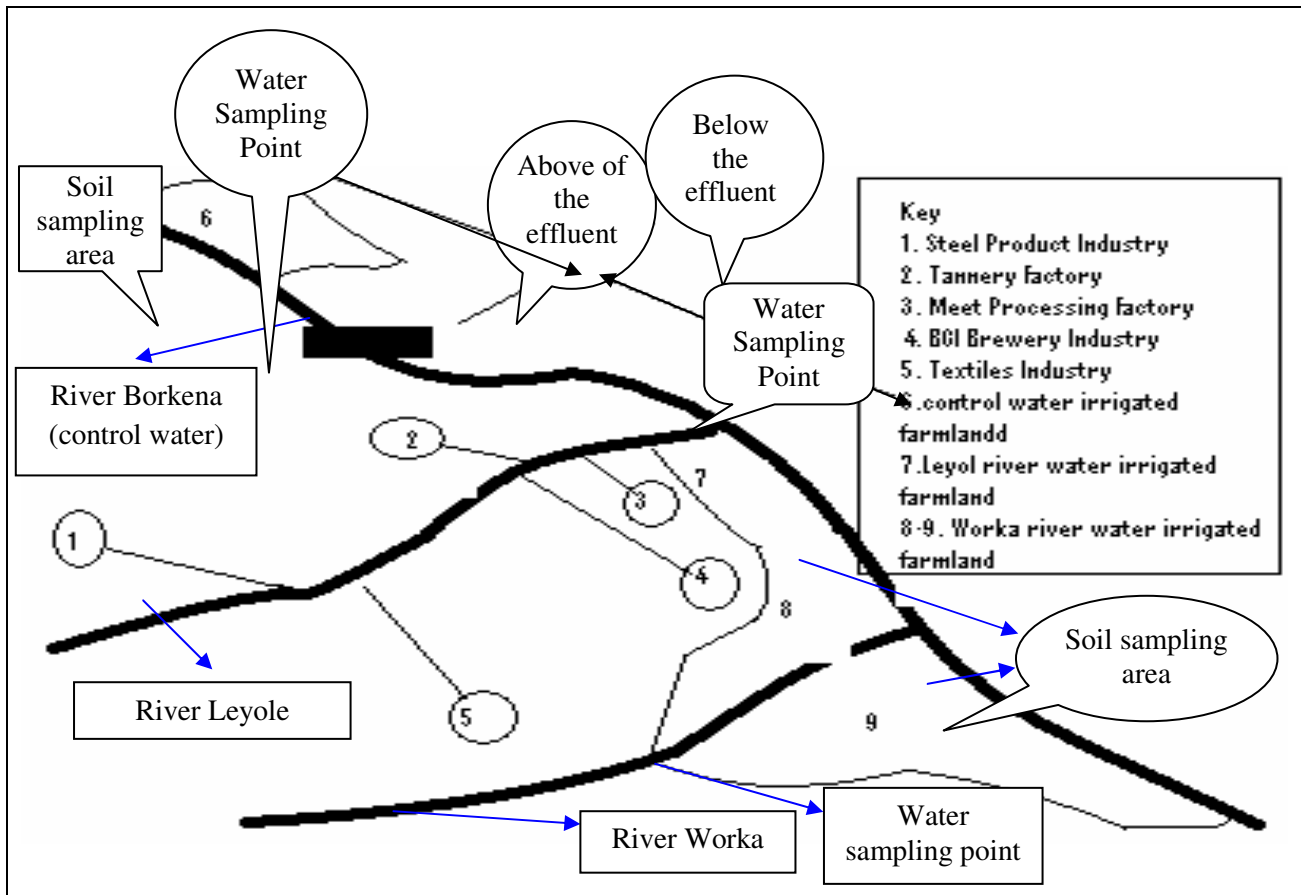 Water
Sampling
Point
Below
the
effluent
Above of
the
effluent
Soil
sampling
area
6
Key
1. Steel Product Industry
2. Tannery factory
3. Meet Processing factory
4. BGI Brewery Industry
5. Textiles Industry
6.control water irrigated
farmlandd
7.Leyol river water irrigated
farmland
8-9. Worka river water irrigated
farmland
Water
Sampling
Point
River Borkena
(control water)
2
7
3
1
4
8
Soil sampling
area
River Leyole
5
9
River Worka
Water
sampling point